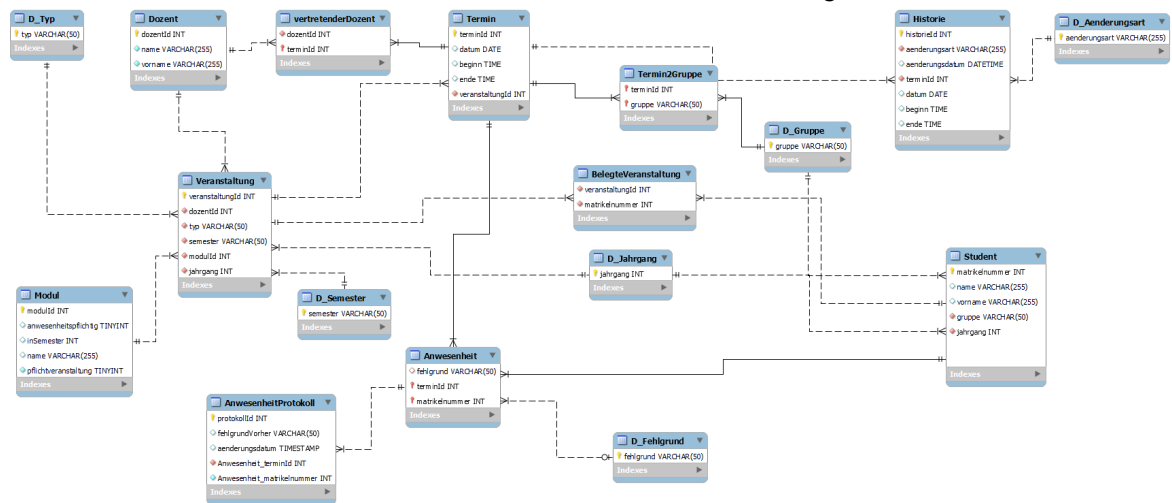 D_Typ
typ VARCHAR(50)
Indexes
Dozent
dozentId INT
name VARCHAR(255)
vorname VARCHAR(255)
Indexes
vertretenderDozent
dozentId INT
terminId INT
Indexes
Termin
terminId INT
datum DATE
beginn TIME
ende TIME
veranstaltungId INT
Indexes
Termin2Gruppe
terminId INT
gruppe VARCHAR(50)
Indexes
Historie
historieId INT
aenderungsart VARCHAR(255)
aenderungsdatum DATETIME
terminId INT
datum DATE
beginn TIME
ende TIME
Indexes
D_Aenderungsart
aenderungsart VARCHAR(255)
Indexes
D_Gruppe
gruppe VARCHAR(50)
Indexes
Veranstaltung
veranstaltungId INT
dozentId INT
typ VARCHAR(50)
semester VARCHAR(50)
modulId INT
jahrgang INT
Indexes
BelegteVeranstaltung
veranstaltungId INT
matrikelnummer INT
Indexes
D_Jahrgang
jahrgang INT
Indexes
Student
matrikelnummer INT
name VARCHAR(255)
vorname VARCHAR(255)
gruppe VARCHAR(50)
jahrgang INT
Indexes
Modul
modulId INT
anwesenheitspflichtig TINYINT
inSemester INT
name VARCHAR(255)
pflichtveranstaltung TINYINT
Indexes
D_Semester
semester VARCHAR(50)
Indexes
Anwesenheit
fehlgrund VARCHAR(50)
terminId INT
matrikelnummer INT
Indexes
AnwesenheitProtokoll
protokollId INT
fehlgrundVorher VARCHAR(50)
aenderungsdatum TIMESTAMP
Anwesenheit_terminId INT
Anwesenheit_matrikelnummer INT
Indexes
D_Fehlgrund
fehlgrund VARCHAR(50)
Indexes